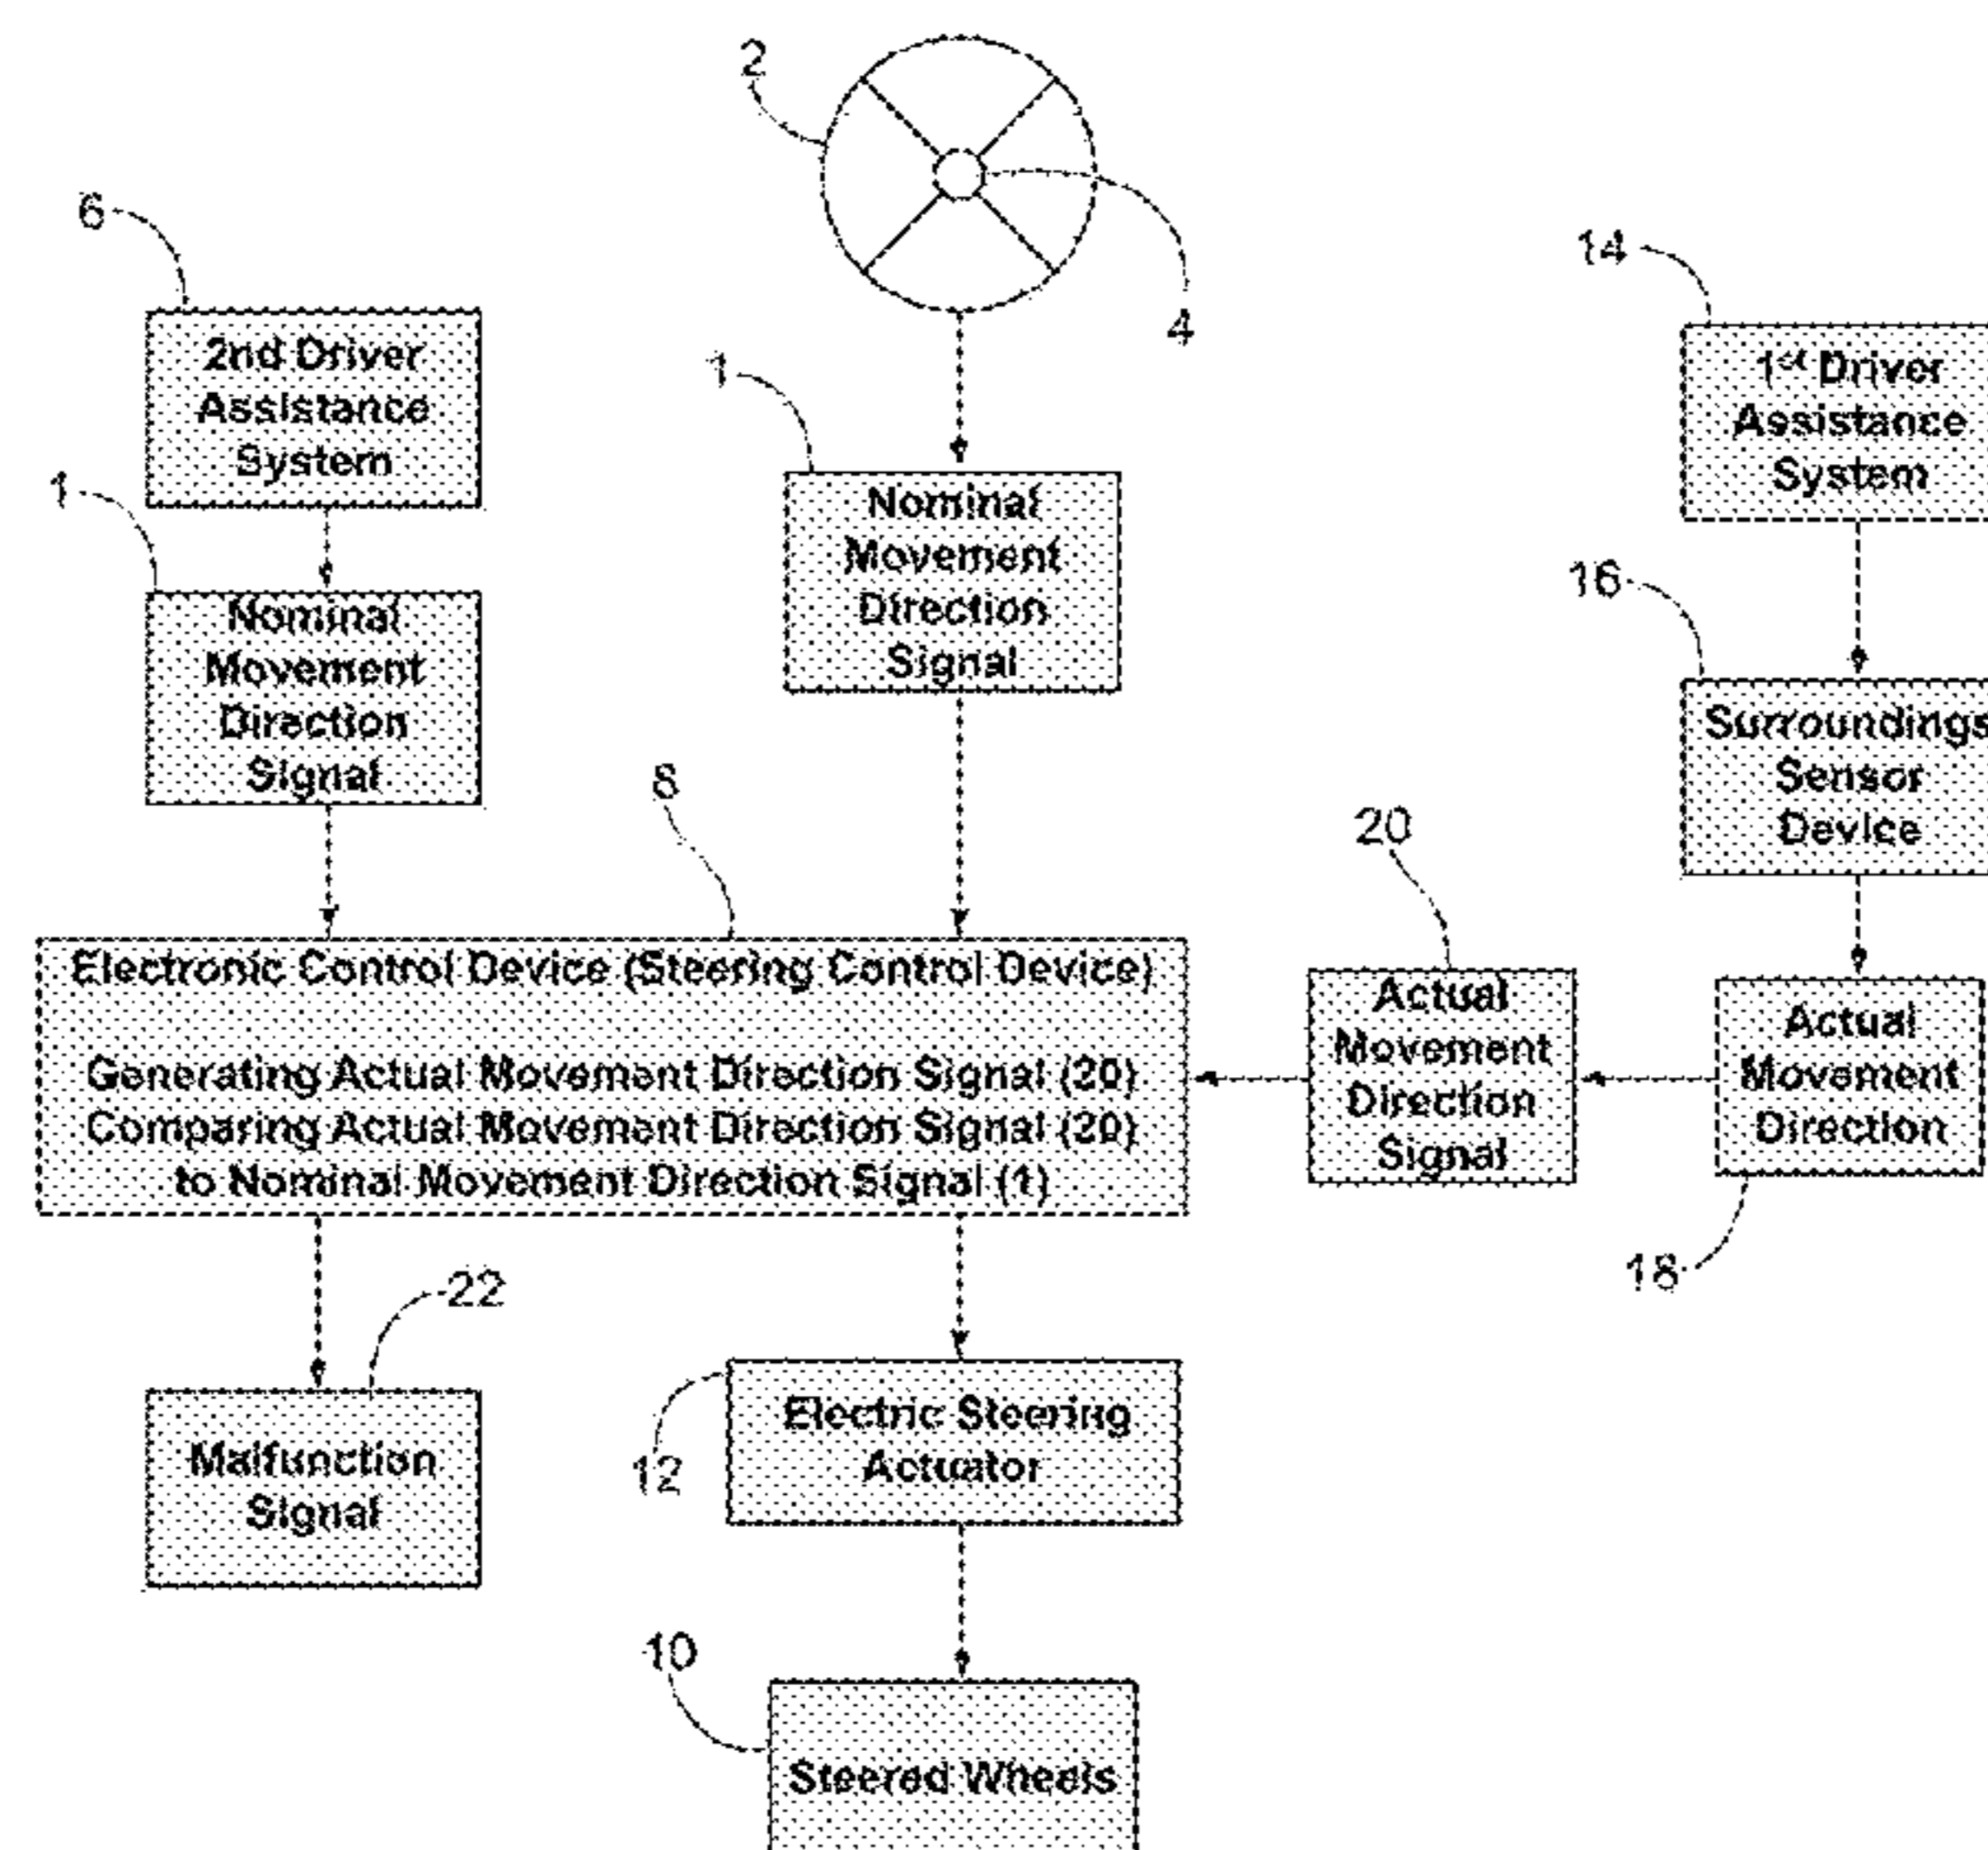 2
4
6
2nd Driver
Assistance
System
1
Nominal
Movement
Direction
Signal
1
Nominal
Movement
Direction
Signal
14
1st Driver
Assistance
System
16
Surroundings
Sensor
Device
8
Electronic Control Device (Steering Control Device)
Generating Actual Movement Direction Signal (20)
Comparing Actual Movement Direction Signal (20)
to Nominal Movement Direction Signal (1)
20
Actual
Movement
Direction
Signal
Actual
Movement
Direction
18
22
Malfunction
Signal
12
Electric Steering
Actuator
10
Steered Wheels